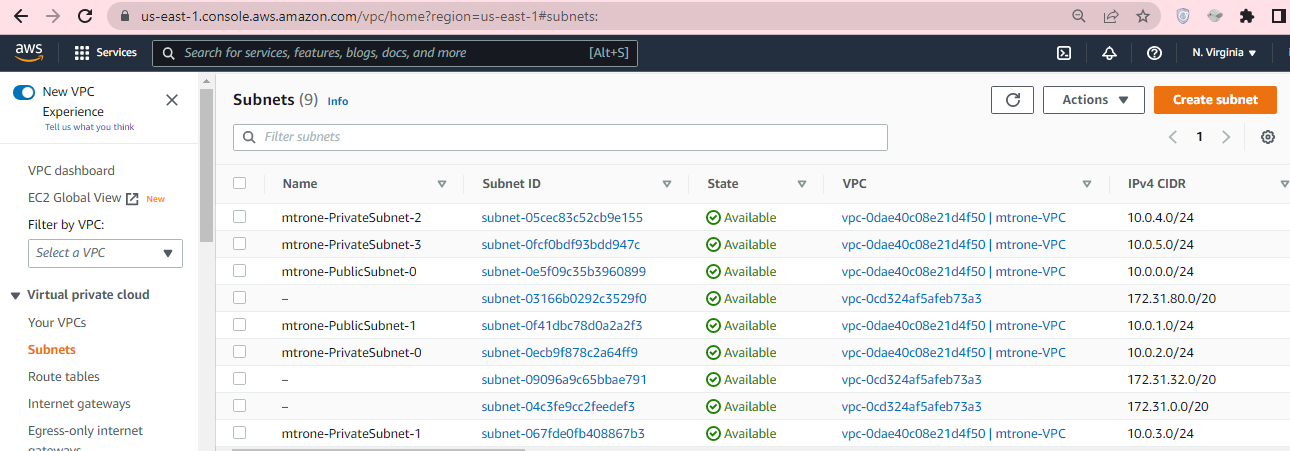 us-east-1.console.aws.amazon.com/vpc/home?region=us-east-1#subnets:
aws Services Search for services, features, blogs, docs, and more [Alt+S] N. Virginia
New VPC
Experience
Tell us what you think
VPC dashboard
EC2 Global View New
Filter by VPC:
Select a VPC
Virtual private cloud
Your VPCs
Subnets
Route tables
Internet gateways
Egress-only internet
gateways
Subnets (9) Info Actions Create subnet
Filter subnets 1
Name Subnet ID State VPC IPv4 CIDR
mtrone-PrivateSubnet-2 subnet-05cec83c52cb9e155 Available vpc-0dae40c08e21d4f50 | mtrone-VPC 10.0.4.0/24
mtrone-PrivateSubnet-3 subnet-0fcf0bdf93bdd947c Available vpc-0dae40c08e21d4f50 | mtrone-VPC 10.0.5.0/24
mtrone-PublicSubnet-0 subnet-0e5f09c35b3960899 Available vpc-0dae40c08e21d4f50 | mtrone-VPC 10.0.0.0/24
– subnet-03166b0292c3529f0 Available vpc-0cd324af5afeb73a3 172.31.80.0/20
mtrone-PublicSubnet-1 subnet-0f41dbc78d0a2a2f3 Available vpc-0dae40c08e21d4f50 | mtrone-VPC 10.0.1.0/24
mtrone-PrivateSubnet-0 subnet-0ecb9f878c2a64ff9 Available vpc-0dae40c08e21d4f50 | mtrone-VPC 10.0.2.0/24
– subnet-09096a9c65bbae791 Available vpc-0cd324af5afeb73a3 172.31.32.0/20
– subnet-04c3fe9cc2feedef3 Available vpc-0cd324af5afeb73a3 172.31.0.0/20
mtrone-PrivateSubnet-1 subnet-067fde0fb408867b3 Available vpc-0dae40c08e21d4f50 | mtrone-VPC 10.0.3.0/24